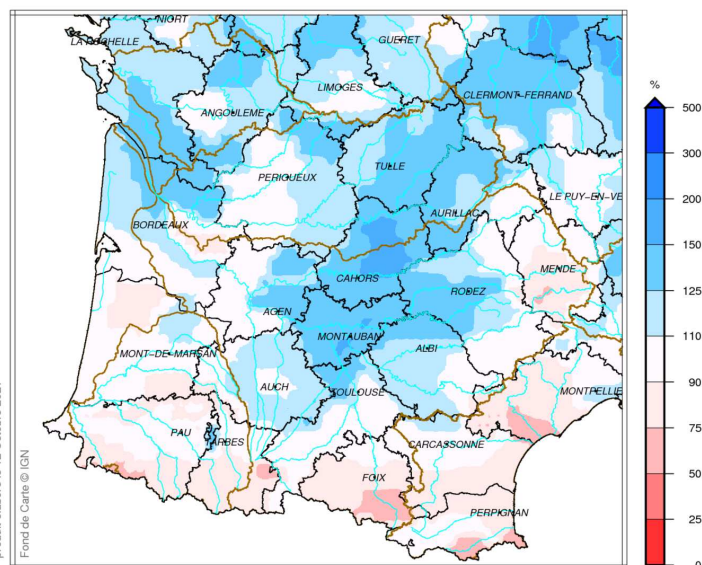 NIORT
GUERET
LA ROCHELLE
%
500
LIMOGES
CLERMONT-FERRAND
ANGOULEME
300
TULLE
200
PERIGUEUX
LE PUY-EN-VE
AURILLAC
BORDEAUX
150
MENDE
CAHORS
RODEZ
110
AGEN
MONTAUBAN
ALBI
MONT-DE-MARSAN
90
AUCH
TOULOUSE
MONTPELLIE
75
PAU
TARBES
CARCASSONNE
50
FOIX
PERPIGNAN
25
0
Fond de Carte © IGN